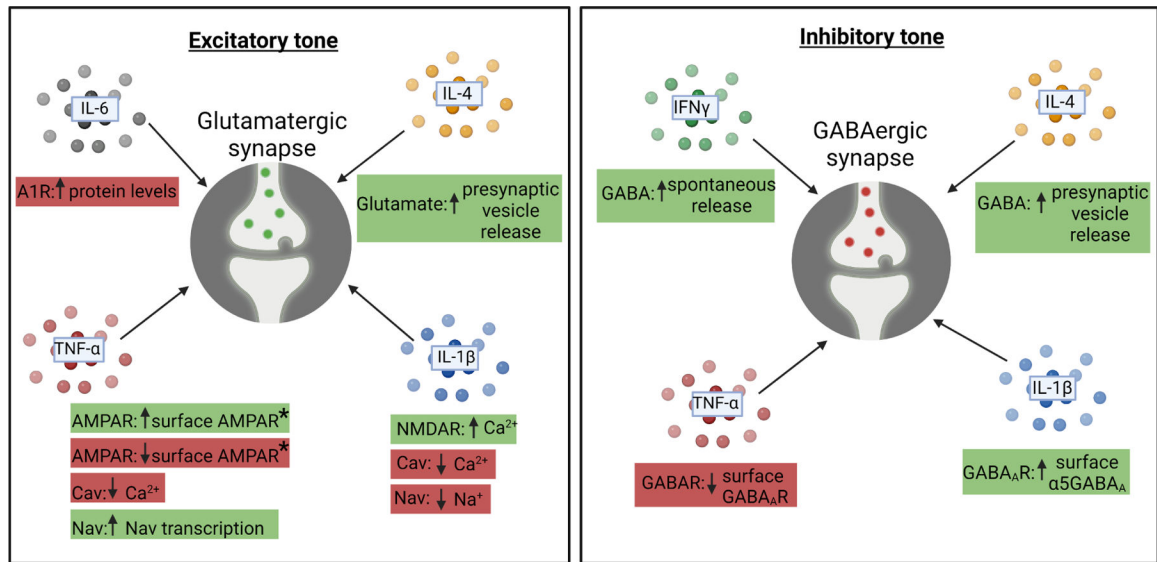 Excitatory tone
IL-6
IL-4
Glutamatergic
synapse
A1R:↑ protein levels
Glutamate:↑ presynaptic
vesicle
release
TNF-α
IL-1β
AMPAR:↑surface AMPAR*
AMPAR:↓surface AMPAR*
Cav:↓ Ca²⁺
Nav:↑ Nav transcription
NMDAR: ↑ Ca²⁺
Cav: ↓ Ca²⁺
Nav: ↓ Na⁺
Inhibitory tone
IFNγ
IL-4
GABAergic
synapse
GABA:↑spontaneous
release
GABA: ↑ presynaptic
vesicle
release
TNF-α
IL-1β
GABAR:↓ surface
GABAₐR
GABAₐR:↑ surface
α5GABAₐ